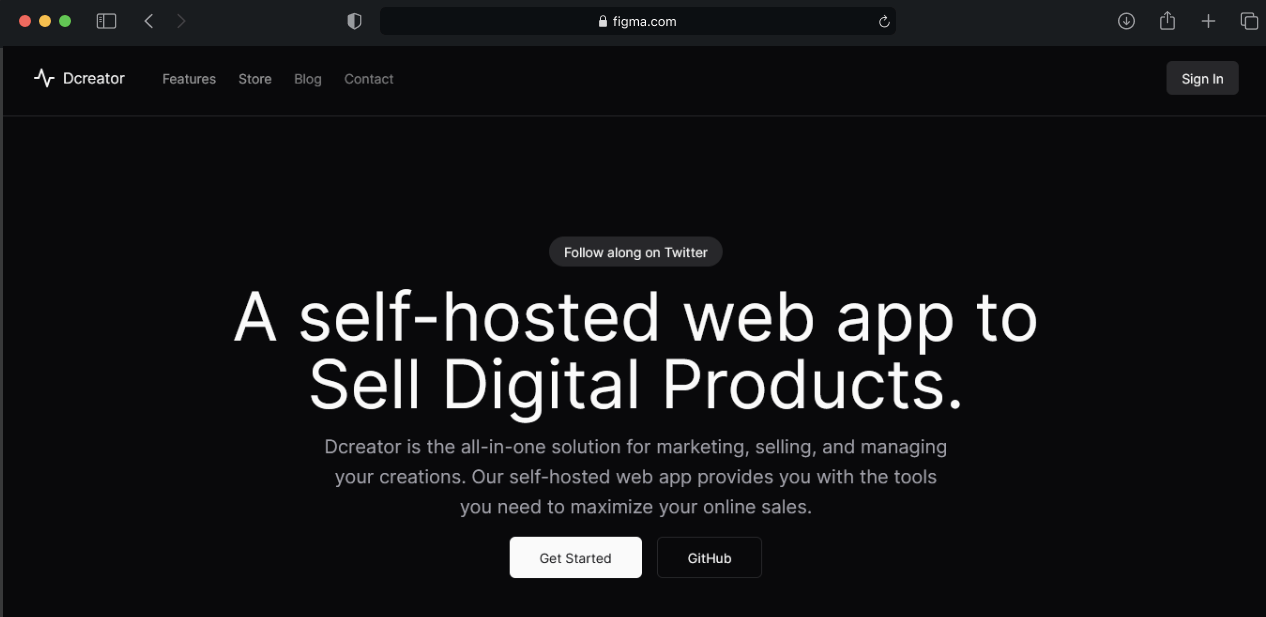 figma.com
Dcreator Features Store Blog Contact Sign In
Follow along on Twitter
A self-hosted web app to
Sell Digital Products.
Dcreator is the all-in-one solution for marketing, selling, and managing
your creations. Our self-hosted web app provides you with the tools
you need to maximize your online sales.
Get Started GitHub